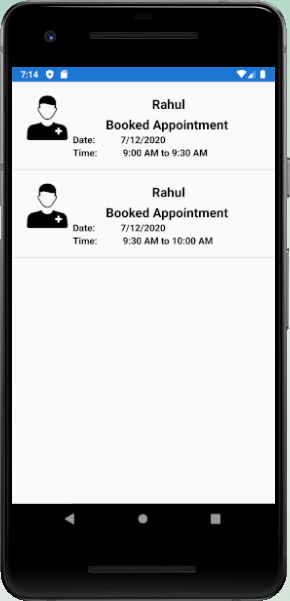 7:14
Rahul
Booked Appointment
Date: 7/12/2020
Time: 9:00 AM to 9:30 AM
Rahul
Booked Appointment
Date: 7/12/2020
Time: 9:30 AM to 10:00 AM